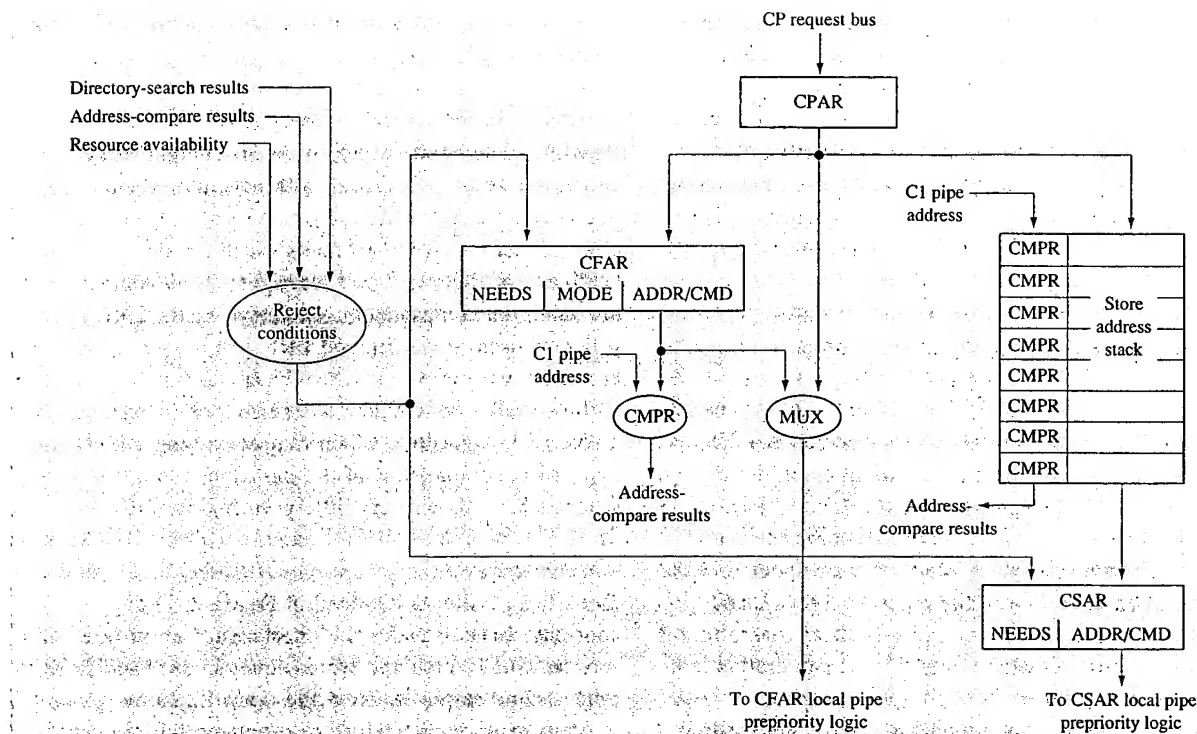 CP request bus
Directory-search results
Address-compare results
Resource availability
CPAR
C1 pipe
address
CFAR
NEEDS MODE ADDR/CMD
Reject
conditions
C1 pipe
address
CMPR
MUX
Address-
compare results
CMPR
CMPR
CMPR
CMPR
CMPR
CMPR
CMPR
CMPR
Store
address
stack
Address-
compare results
CSAR
NEEDS ADDR/CMD
To CFAR local pipe
prepriority logic
To CSAR local pipe
prepriority logic